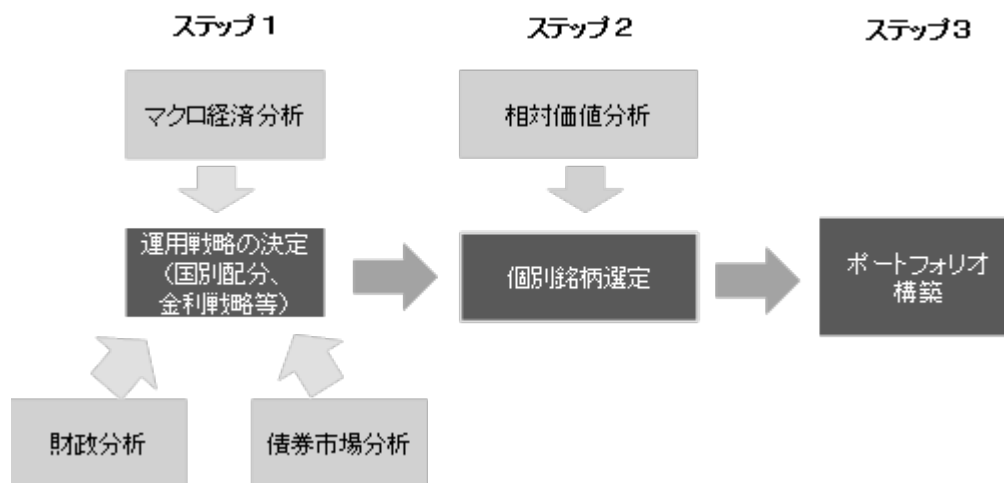 ステップ1
ステップ2
ステップ3
マクロ経済分析
相対価値分析
運用戦略の決定
(国別配分、
金利戦略等)
個別銘柄選定
ポートフォリオ
構築
財政分析
債券市場分析